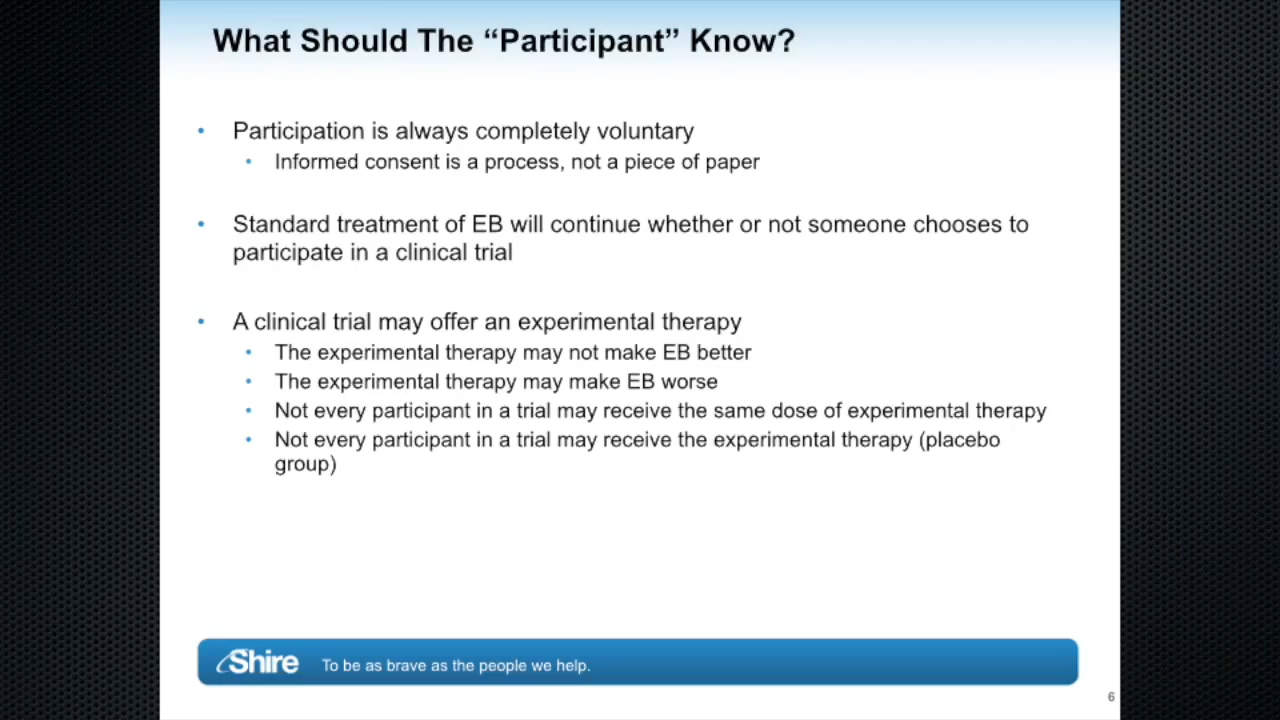 What Should The “Participant” Know?
• Participation is always completely voluntary
• Informed consent is a process, not a piece of paper
• Standard treatment of EB will continue whether or not someone chooses to
participate in a clinical trial
• A clinical trial may offer an experimental therapy
• The experimental therapy may not make EB better
• The experimental therapy may make EB worse
• Not every participant in a trial may receive the same dose of experimental therapy
• Not every participant in a trial may receive the experimental therapy (placebo
group)
Shire To be as brave as the people we help.
6